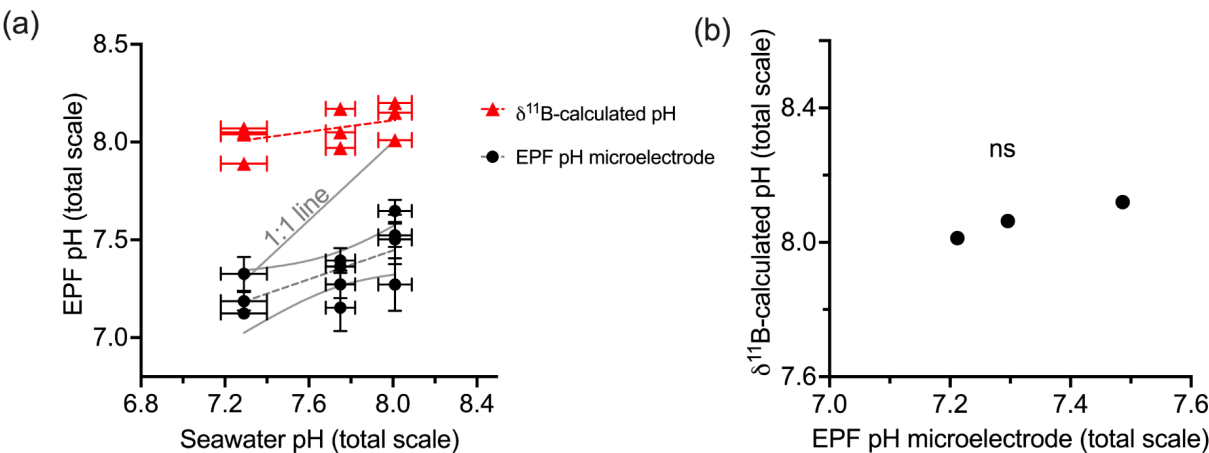 (a)
8.5
8.0
7.5
7.0
EPF pH (total scale)
6.8 7.2 7.6 8.0 8.4
Seawater pH (total scale)
1:1 line
δ¹¹B-calculated pH
EPF pH microelectrode
(b)
8.4
8.0
7.6
δ¹¹B-calculated pH (total scale)
ns
7.0 7.2 7.4 7.6
EPF pH microelectrode (total scale)